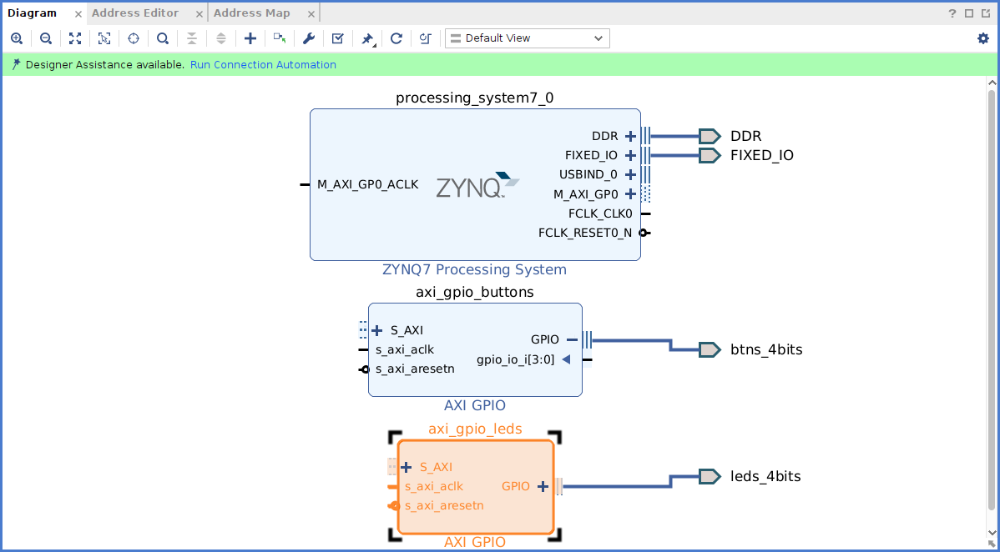 Diagram × Address Editor × Address Map × ?
Default View
Designer Assistance available. Run Connection Automation
processing_system7_0
DDR
DDR
FIXED_IO
FIXED_IO
USBIND_0
M_AXI_GP0_ACLK
ZYNQ
M_AXI_GP0
FCLK_CLK0
FCLK_RESET0_N
ZYNQ7 Processing System
axi_gpio_buttons
S_AXI
GPIO
s_axi_aclk
btns_4bits
gpio_io_i[3:0]
s_axi_aresetn
AXI GPIO
axi_gpio_leds
S_AXI
leds_4bits
s_axi_aclk
GPIO
s_axi_aresetn
AXI GPIO